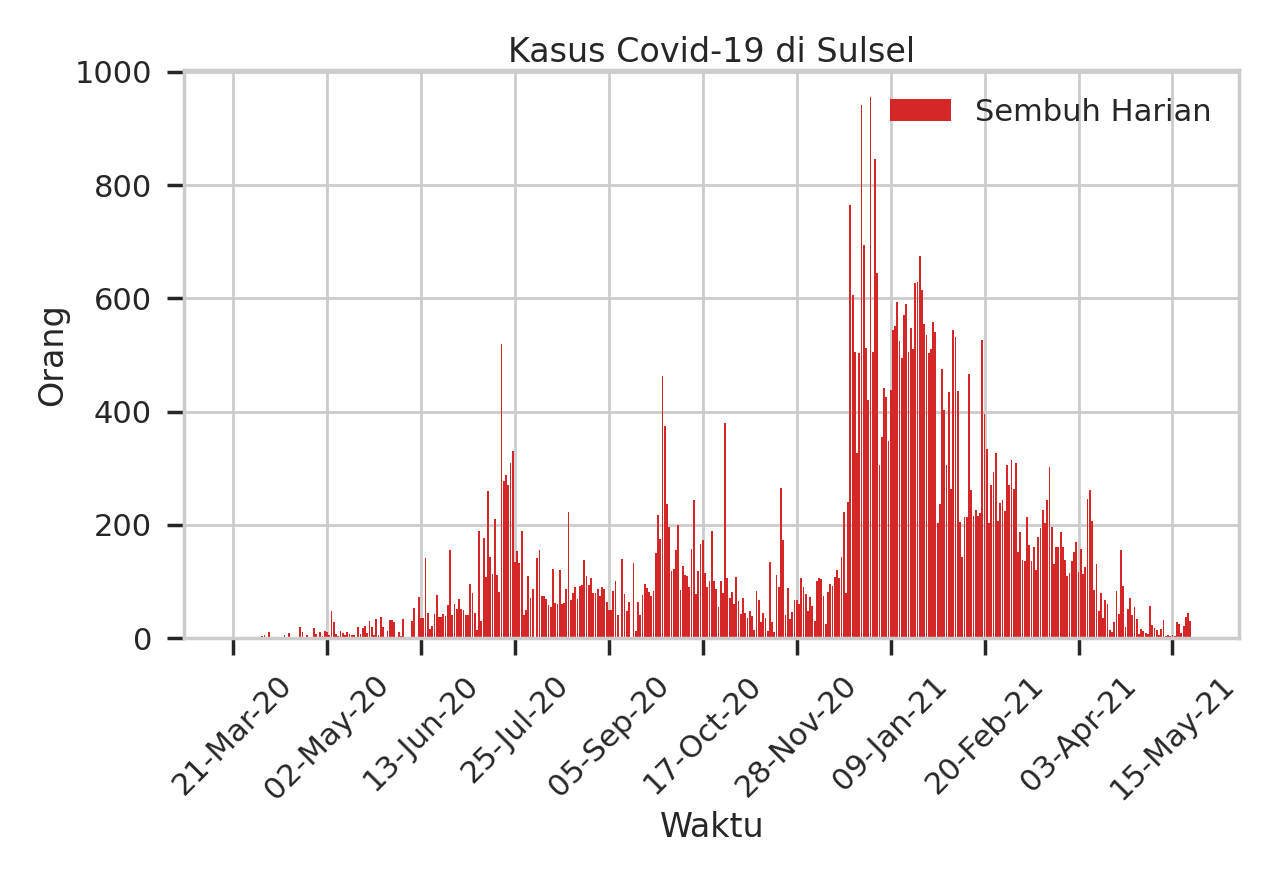 Kasus Covid-19 di Sulsel
Sembuh Harian
Orang
1000
800
600
400
200
0
21-Mar-20
02-May-20
13-Jun-20
25-Jul-20
05-Sep-20
17-Oct-20
28-Nov-20
09-Jan-21
20-Feb-21
03-Apr-21
15-May-21
Waktu